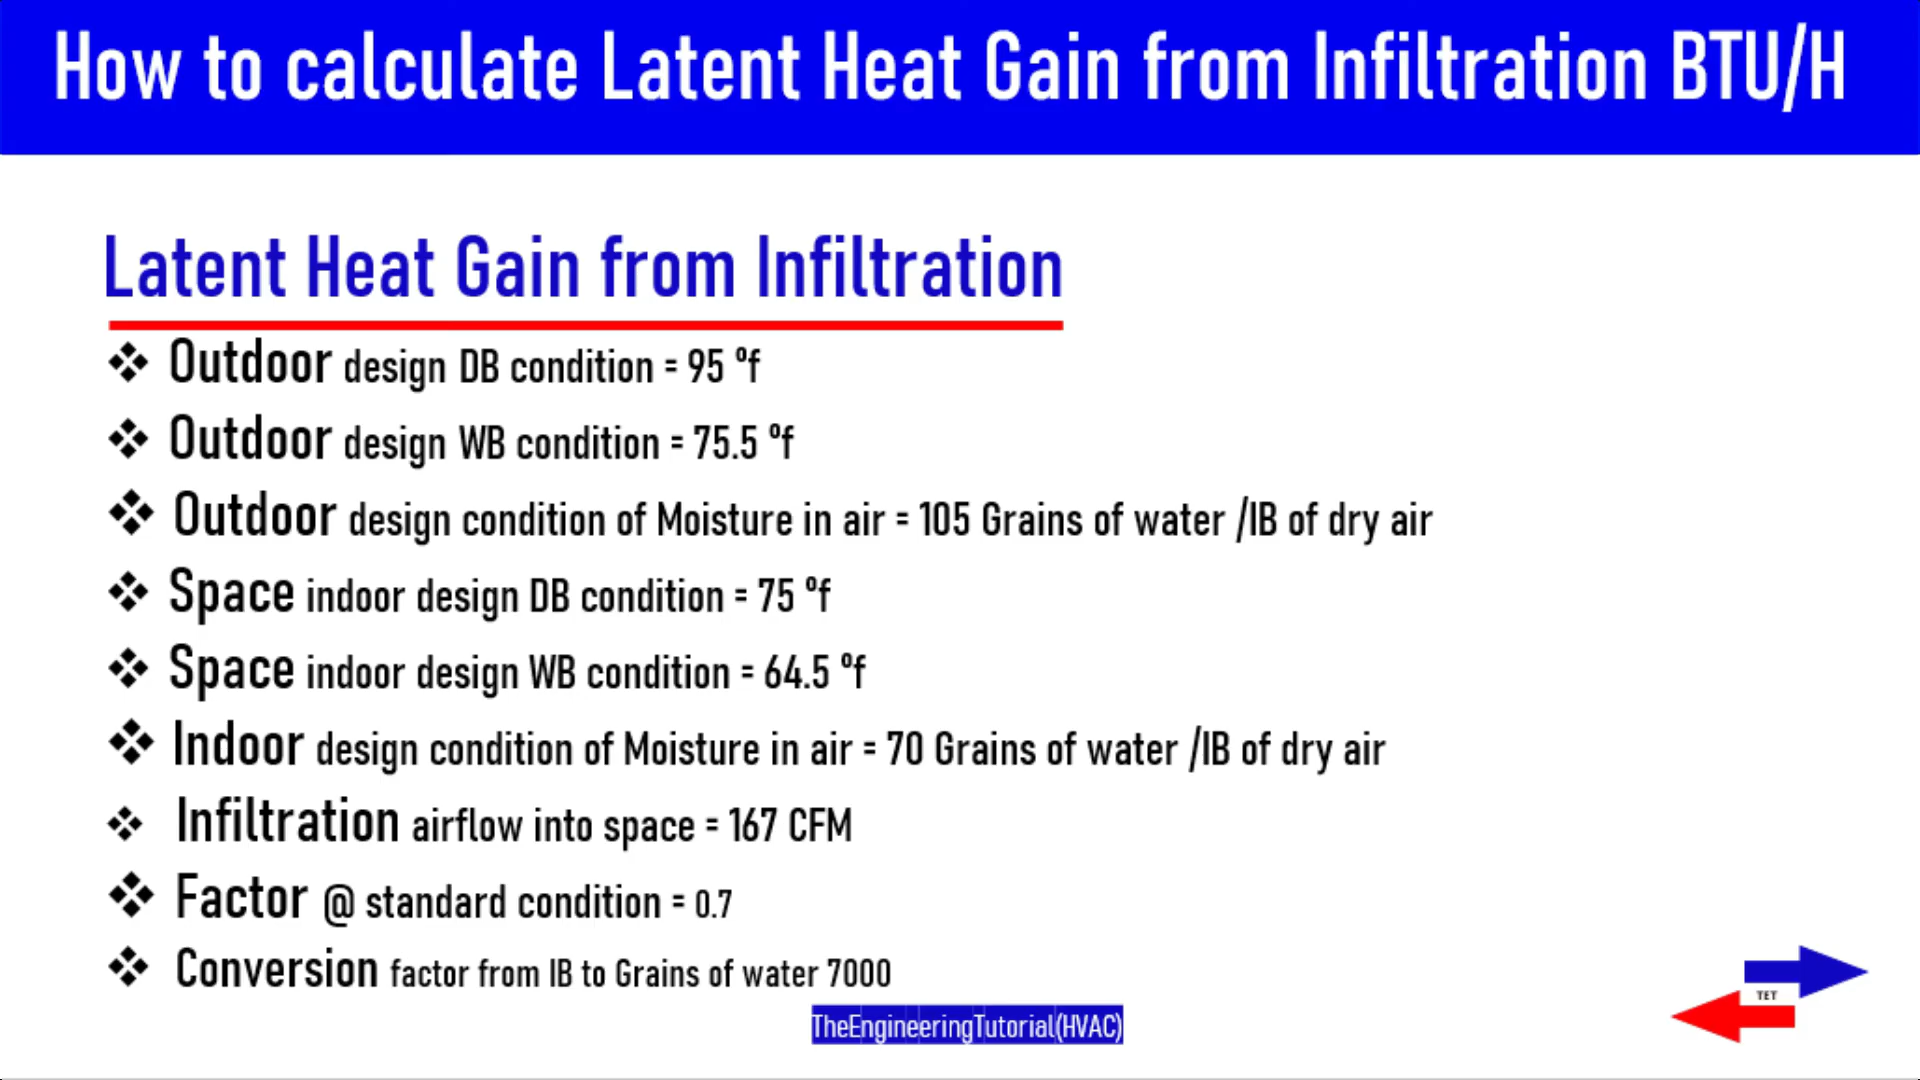 How to calculate Latent Heat Gain from Infiltration BTU/H
Latent Heat Gain from Infiltration
❖ Outdoor design DB condition = 95 ºf
❖ Outdoor design WB condition = 75.5 ºf
❖ Outdoor design condition of Moisture in air = 105 Grains of water /IB of dry air
❖ Space indoor design DB condition = 75 ºf
❖ Space indoor design WB condition = 64.5 ºf
❖ Indoor design condition of Moisture in air = 70 Grains of water /IB of dry air
❖ Infiltration airflow into space = 167 CFM
❖ Factor @ standard condition = 0.7
❖ Conversion factor from IB to Grains of water 7000
TET
TheEngineeringTutorial(HVAC)